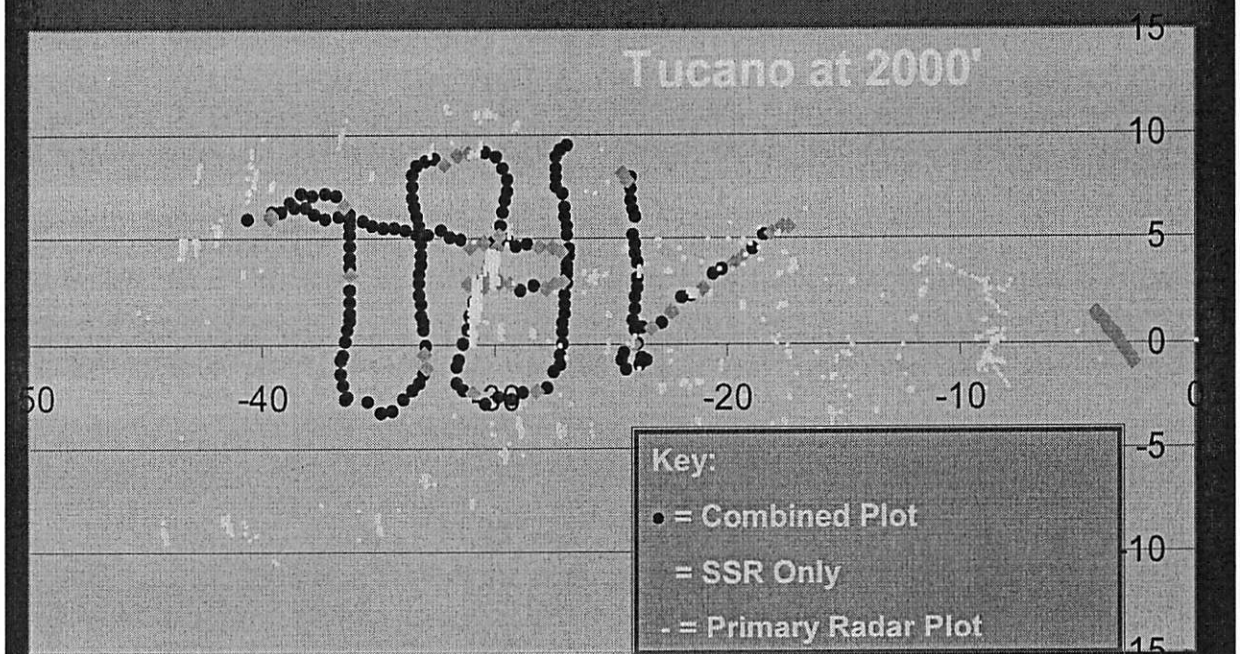 15
Tucano at 2000'
10
5
0
50 -40 -30 -20 -10 0
-5
Key:
= Combined Plot
= SSR Only
-10
- = Primary Radar Plot
15